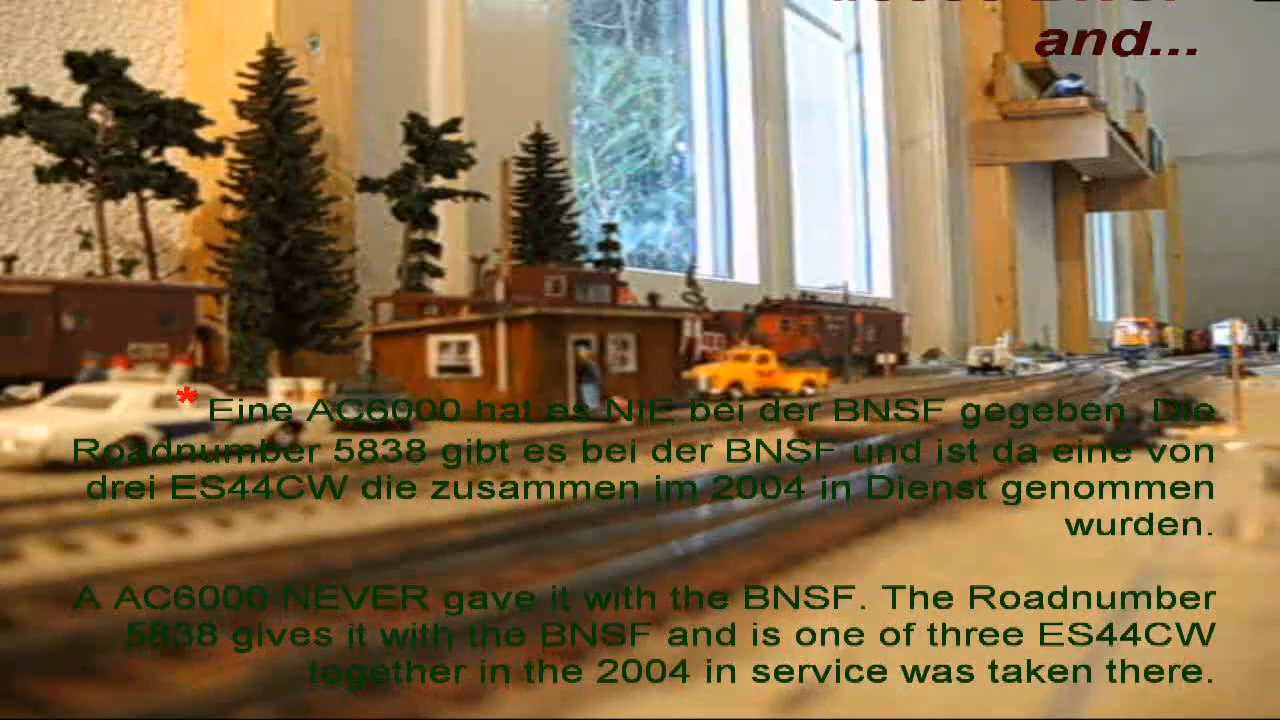 and...
* Eine AC6000 hat es NIE bei der BNSF gegeben. Die
Roadnumber 5838 gibt es bei der BNSF und ist da eine von
drei ES44CW die zusammen im 2004 in Dienst genommen
wurden.
A AC6000 NEVER gave it with the BNSF. The Roadnumber
5838 gives it with the BNSF and is one of three ES44CW
together in the 2004 in service was taken there.